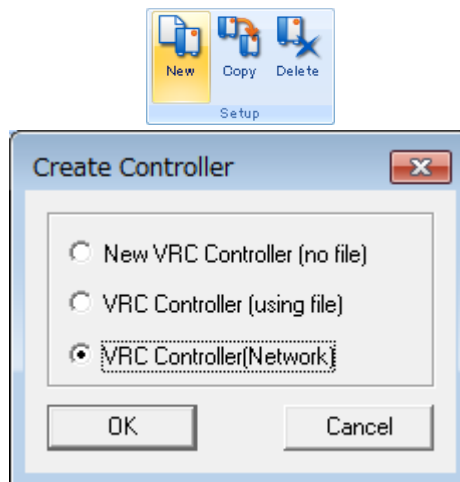 New Copy Delete
Setup
Create Controller
New VRC Controller (no file)
VRC Controller (using file)
VRC Controller(Network)
OK Cancel